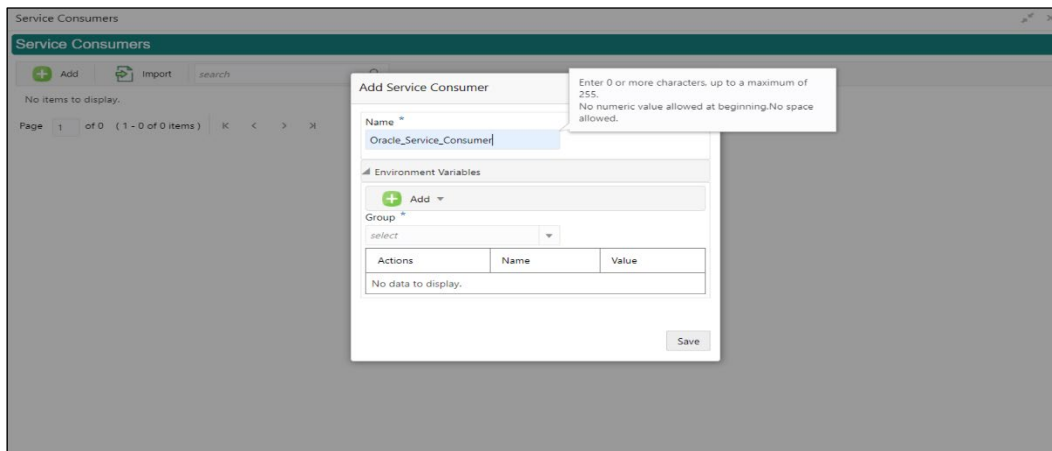 Service Consumers
Service Consumers
Add Import search
No items to display.
Page 1 of 0 (1 - 0 of 0 items)
Add Service Consumer
Enter 0 or more characters, up to a maximum of
255.
No numeric value allowed at beginning.No space
allowed.
Name *
Oracle_Service_Consumer
Environment Variables
Add
Group *
select
Actions Name Value
No data to display.
Save